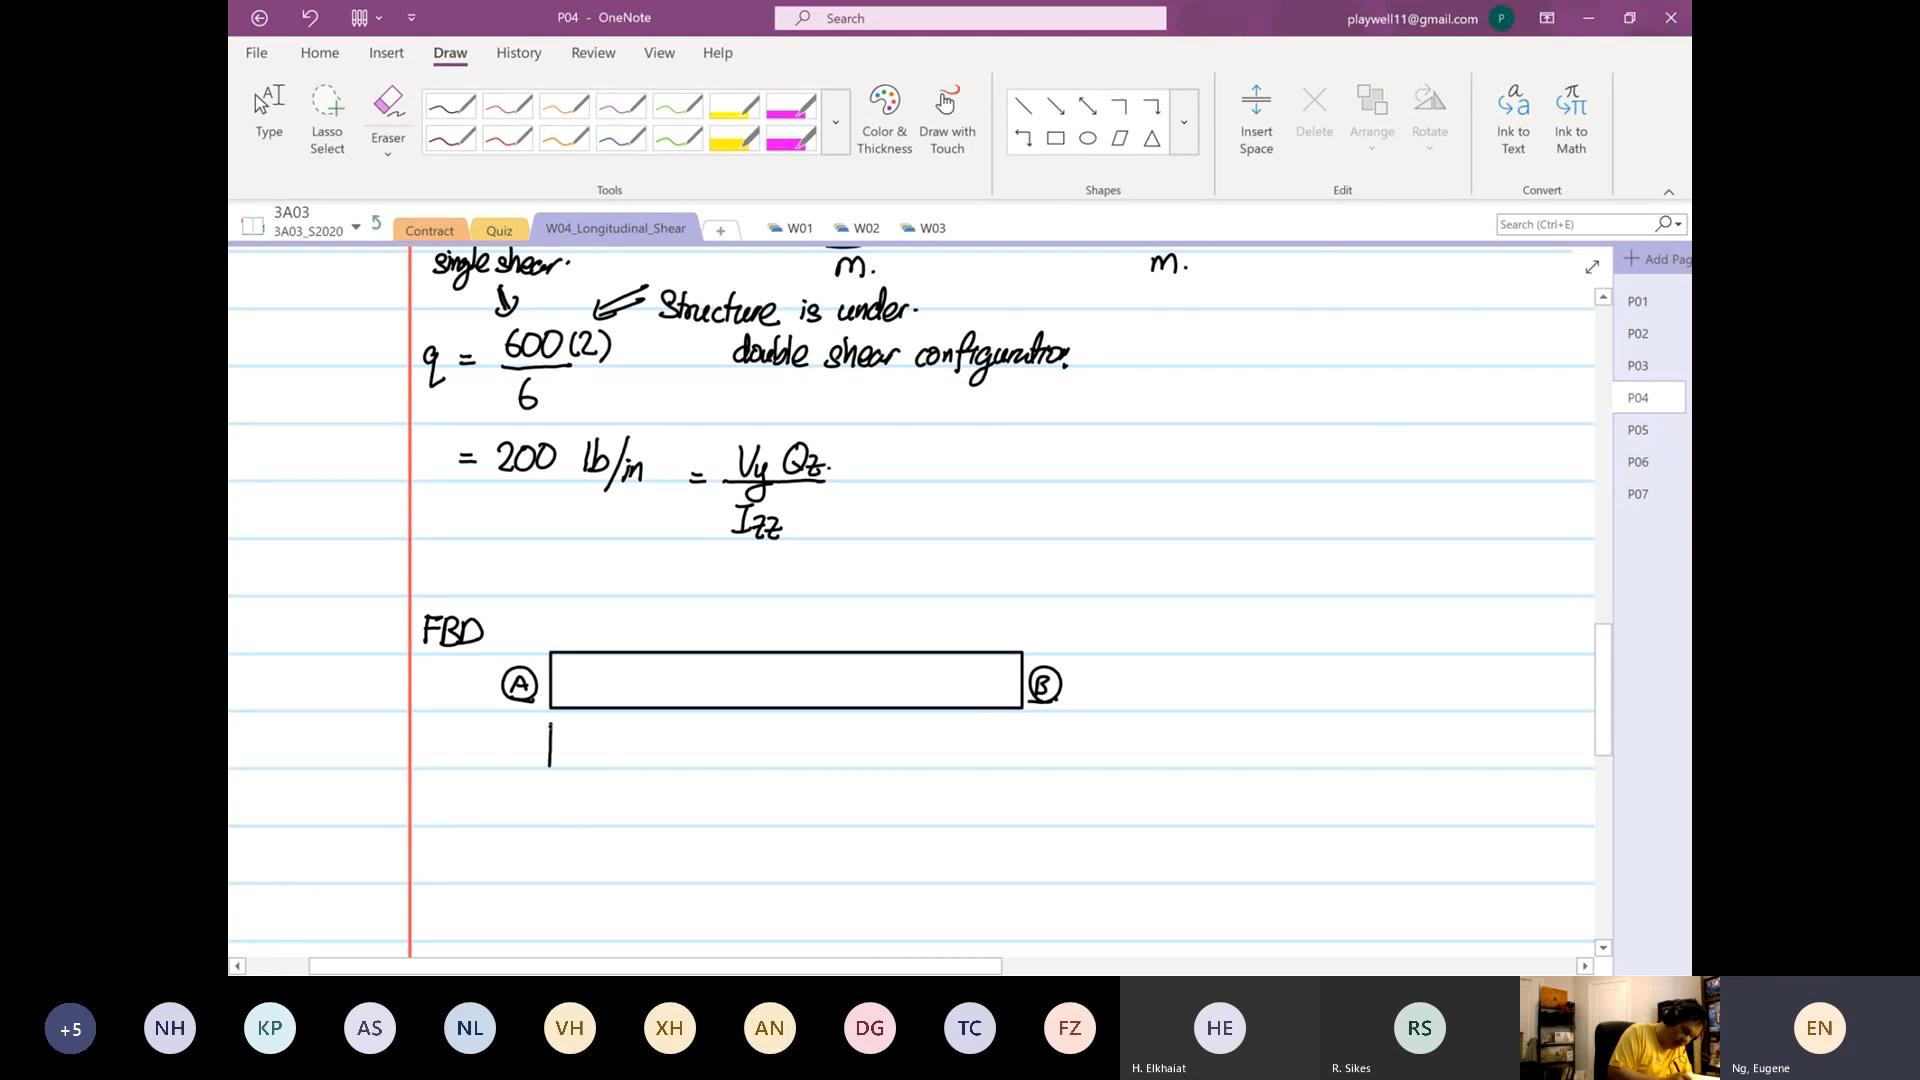 P04 - OneNote
Search
playwell11@gmail.com
P
File Home Insert Draw History Review View Help
Type
Lasso Select
Eraser
Color & Thickness
Draw with Touch
Insert Space
Delete
Arrange
Rotate
Ink to Text
Ink to Math
Tools
Shapes
Edit
Convert
3A03
3A03_S2020
Contract
Quiz
W04_Longitudinal_Shear
+
W01
W02
W03
Search (Ctrl+E)
Add Pag
P01
P02
P03
P04
P05
P06
P07
single shear.
m.
m.
Structure is under.
double shear configuration.
q = 600(2)
6
= 200 lb/in = Vy Qz.
Izz
FBD
A
B
+5
NH
KP
AS
NL
VH
XH
AN
DG
TC
FZ
HE
H. Elkhaiat
RS
R. Sikes
EN
Ng, Eugene